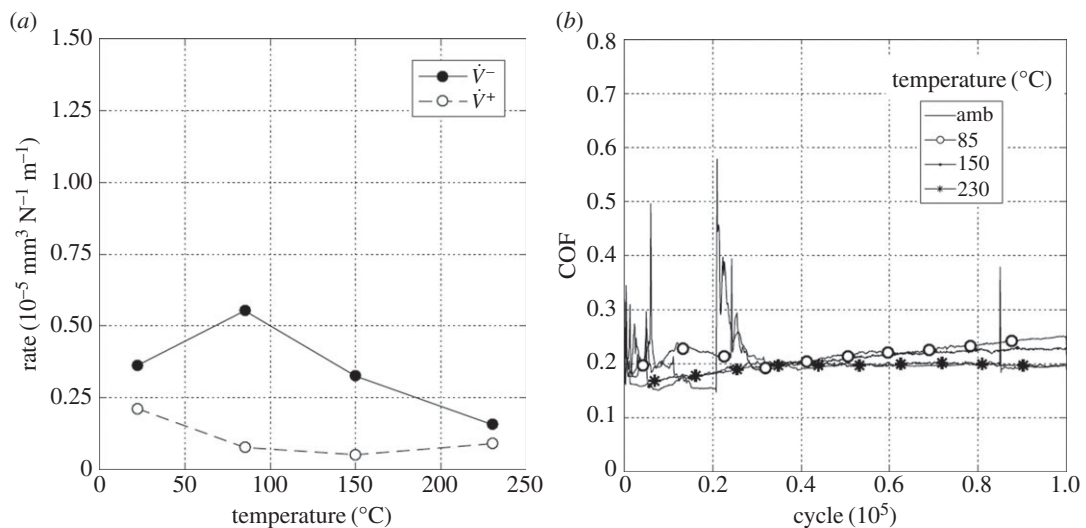 (a)
1.50
1.25
1.00
0.75
0.50
0.25
0
rate (10⁻⁵ mm³ N⁻¹ m⁻¹)
V̇⁻
V̇⁺
0 50 100 150 200 250
temperature (°C)
(b)
0.8
0.7
0.6
0.5
0.4
0.3
0.2
0.1
0
COF
temperature (°C)
amb
85
150
230
0 0.2 0.4 0.6 0.8 1.0
cycle (10⁵)